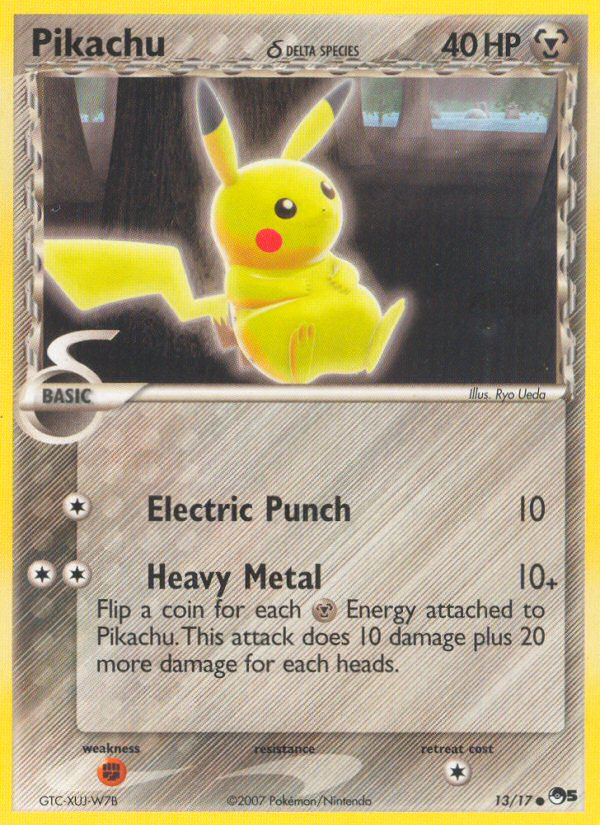 Pikachu δ DELTA SPECIES 40 HP
δ
BASIC
Illus. Ryo Ueda
Electric Punch 10
Heavy Metal 10+
Flip a coin for each Energy attached to
Pikachu. This attack does 10 damage plus 20
more damage for each heads.
weakness resistance retreat cost
GTC-XUJ-W7B ©2007 Pokémon/Nintendo 13/17 ● 5